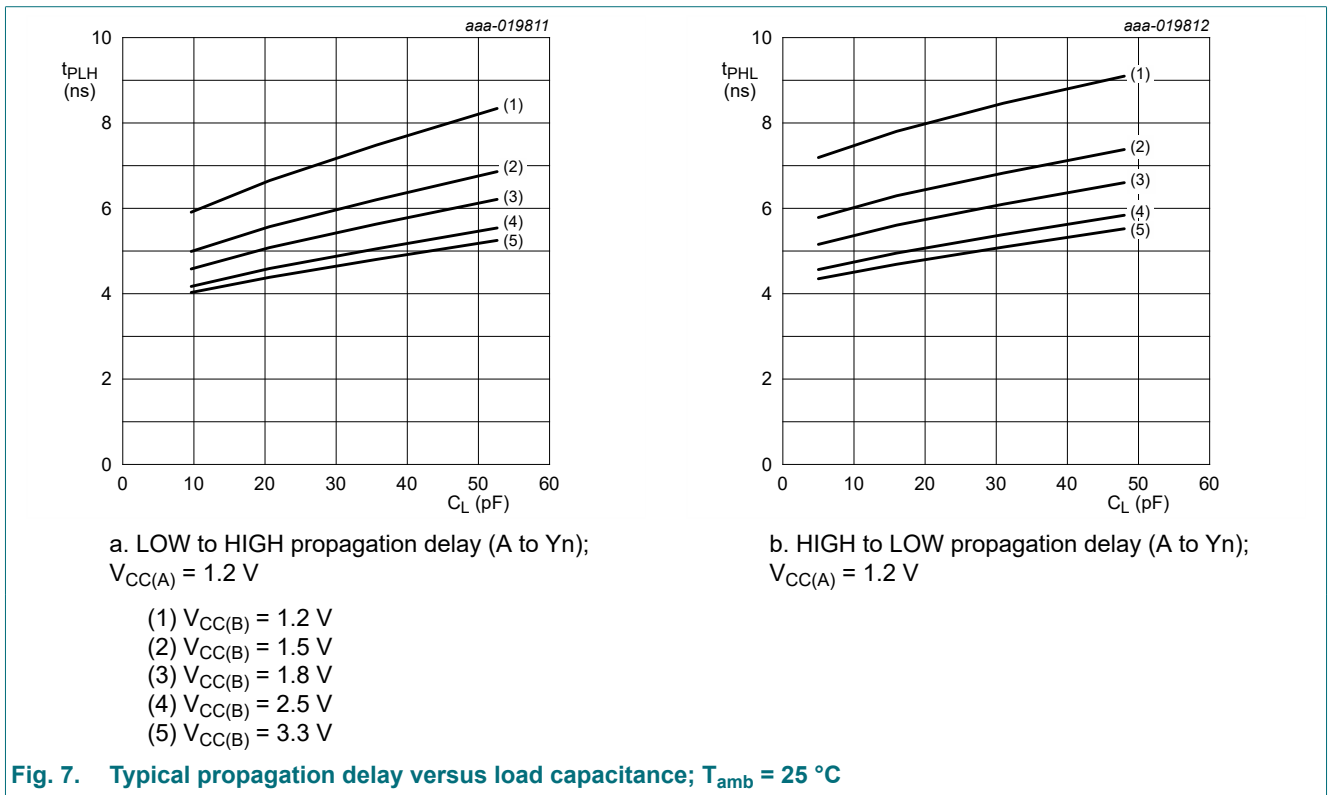 aaa-019811
10
tPLH
(ns)
8
6
4
2
0
(1)
(2)
(3)
(4)
(5)
0 10 20 30 40 50 60
CL (pF)
a. LOW to HIGH propagation delay (A to Yn);
VCC(A) = 1.2 V
aaa-019812
10
tPHL
(ns)
8
6
4
2
0
(1)
(2)
(3)
(4)
(5)
0 10 20 30 40 50 60
CL (pF)
b. HIGH to LOW propagation delay (A to Yn);
VCC(A) = 1.2 V
(1) VCC(B) = 1.2 V
(2) VCC(B) = 1.5 V
(3) VCC(B) = 1.8 V
(4) VCC(B) = 2.5 V
(5) VCC(B) = 3.3 V
Fig. 7. Typical propagation delay versus load capacitance; Tamb = 25 °C